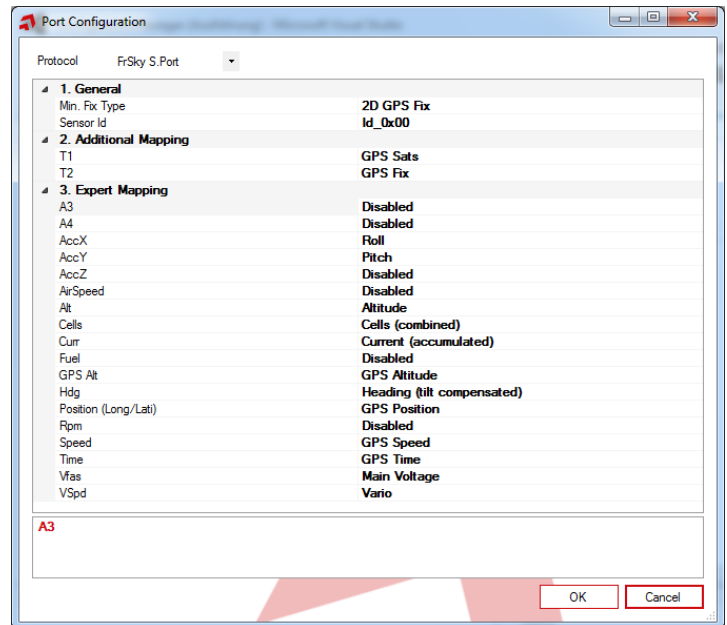 Port Configuration
Protocol FrSky S.Port
1. General
Min. Fix Type 2D GPS Fix
Sensor Id Id_0x00
2. Additional Mapping
T1 GPS Sats
T2 GPS Fix
3. Expert Mapping
A3 Disabled
A4 Disabled
AccX Roll
AccY Pitch
AccZ Disabled
AirSpeed Disabled
Alt Altitude
Cells Cells (combined)
Curr Current (accumulated)
Fuel Disabled
GPS Alt GPS Altitude
Hdg Heading (tilt compensated)
Position (Long/Lati) GPS Position
Rpm Disabled
Speed GPS Speed
Time GPS Time
Vfas Main Voltage
VSpd Vario
A3
OK Cancel